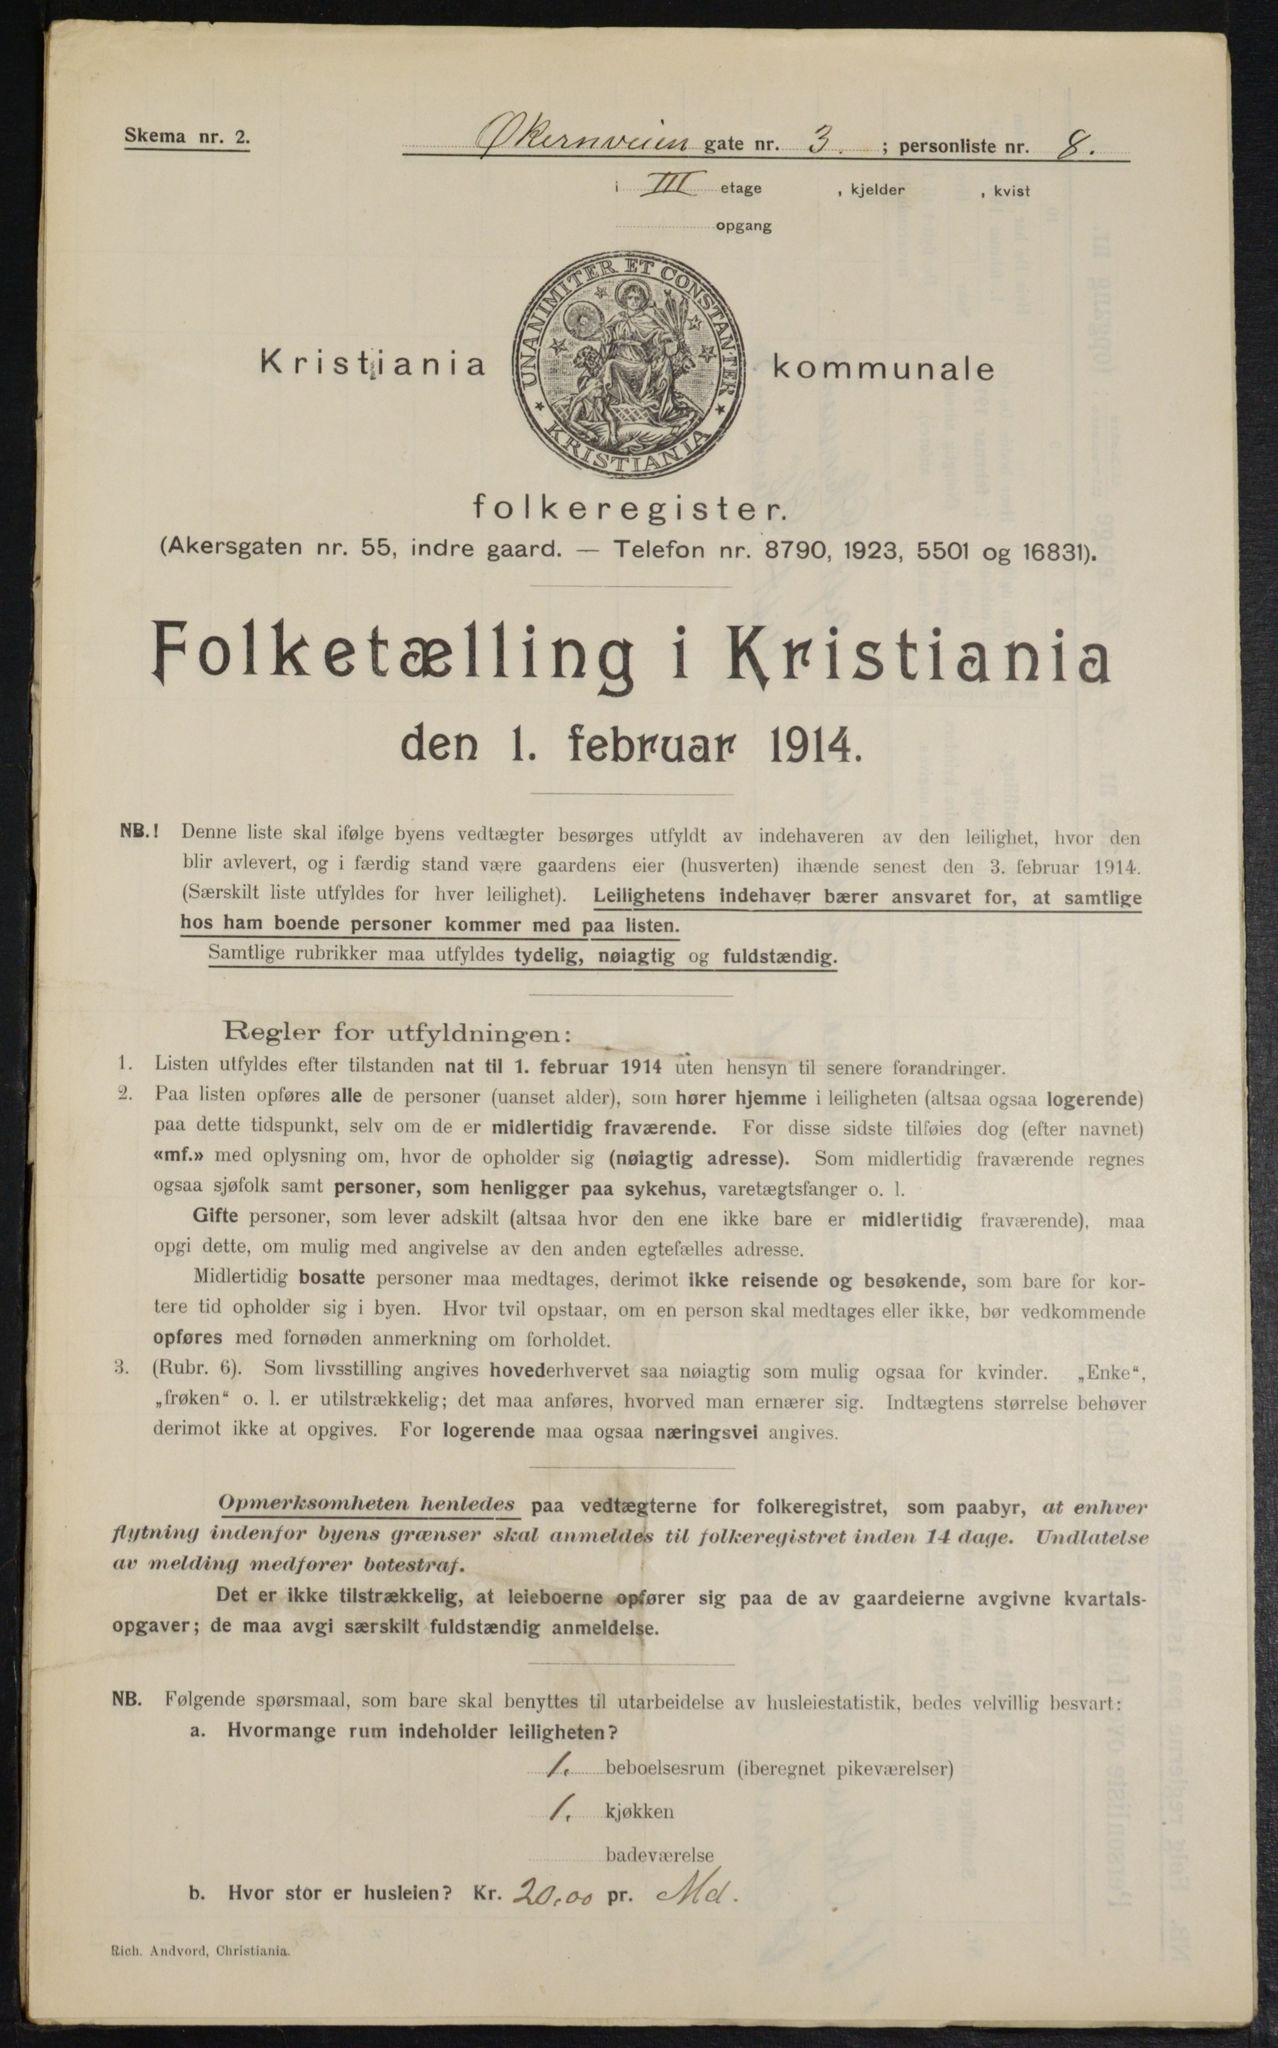 Skema nr. 2.
Økernveien gate nr. 3. ; personliste nr. 8.
i III etage , kjelder , kvist
opgang
UNANIMITER ET CONSTANTER
KRISTIANIA
Kristiania kommunale
folkeregister.
(Akersgaten nr. 55, indre gaard. — Telefon nr. 8790, 1923, 5501 og 16831).
Folketælling i Kristiania
den 1. februar 1914.
NB.! Denne liste skal ifølge byens vedtægter besørges utfyldt av indehaveren av den leilighet, hvor den
blir avlevert, og i færdig stand være gaardens eier (husverten) ihænde senest den 3. februar 1914.
(Særskilt liste utfyldes for hver leilighet). Leilighetens indehaver bærer ansvaret for, at samtlige
hos ham boende personer kommer med paa listen.
Samtlige rubrikker maa utfyldes tydelig, nøiagtig og fuldstændig.
Regler for utfyldningen:
1. Listen utfyldes efter tilstanden nat til 1. februar 1914 uten hensyn til senere forandringer.
2. Paa listen opføres alle de personer (uanset alder), som hører hjemme i leiligheten (altsaa ogsaa logerende)
paa dette tidspunkt, selv om de er midlertidig fraværende. For disse sidste tilføies dog (efter navnet)
«mf.» med oplysning om, hvor de opholder sig (nøiagtig adresse). Som midlertidig fraværende regnes
ogsaa sjøfolk samt personer, som henligger paa sykehus, varetægtsfanger o. l.
Gifte personer, som lever adskilt (altsaa hvor den ene ikke bare er midlertidig fraværende), maa
opgi dette, om mulig med angivelse av den anden egtefælles adresse.
Midlertidig bosatte personer maa medtages, derimot ikke reisende og besøkende, som bare for kor-
tere tid opholder sig i byen. Hvor tvil opstaar, om en person skal medtages eller ikke, bør vedkommende
opføres med fornøden anmerkning om forholdet.
3. (Rubr. 6). Som livsstilling angives hovederhvervet saa nøiagtig som mulig ogsaa for kvinder. „Enke“,
„frøken“ o. l. er utilstrækkelig; det maa anføres, hvorved man ernærer sig. Indtægtens størrelse behøver
derimot ikke at opgives. For logerende maa ogsaa næringsvei angives.
Opmerksomheten henledes paa vedtægterne for folkeregistret, som paabyr, at enhver
flytning indenfor byens grænser skal anmeldes til folkeregistret inden 14 dage. Undlatelse
av melding medfører bøtestraf.
Det er ikke tilstrækkelig, at leieboerne opfører sig paa de av gaardeierne avgivne kvartals-
opgaver; de maa avgi særskilt fuldstændig anmeldelse.
NB. Følgende spørsmaal, som bare skal benyttes til utarbeidelse av husleiestatistik, bedes velvillig besvart:
a. Hvormange rum indeholder leiligheten?
1. beboelsesrum (iberegnet pikeværelser)
1. kjøkken
badeværelse
b. Hvor stor er husleien? Kr. 20,00 pr. Md.
Rich. Andvord, Christiania.